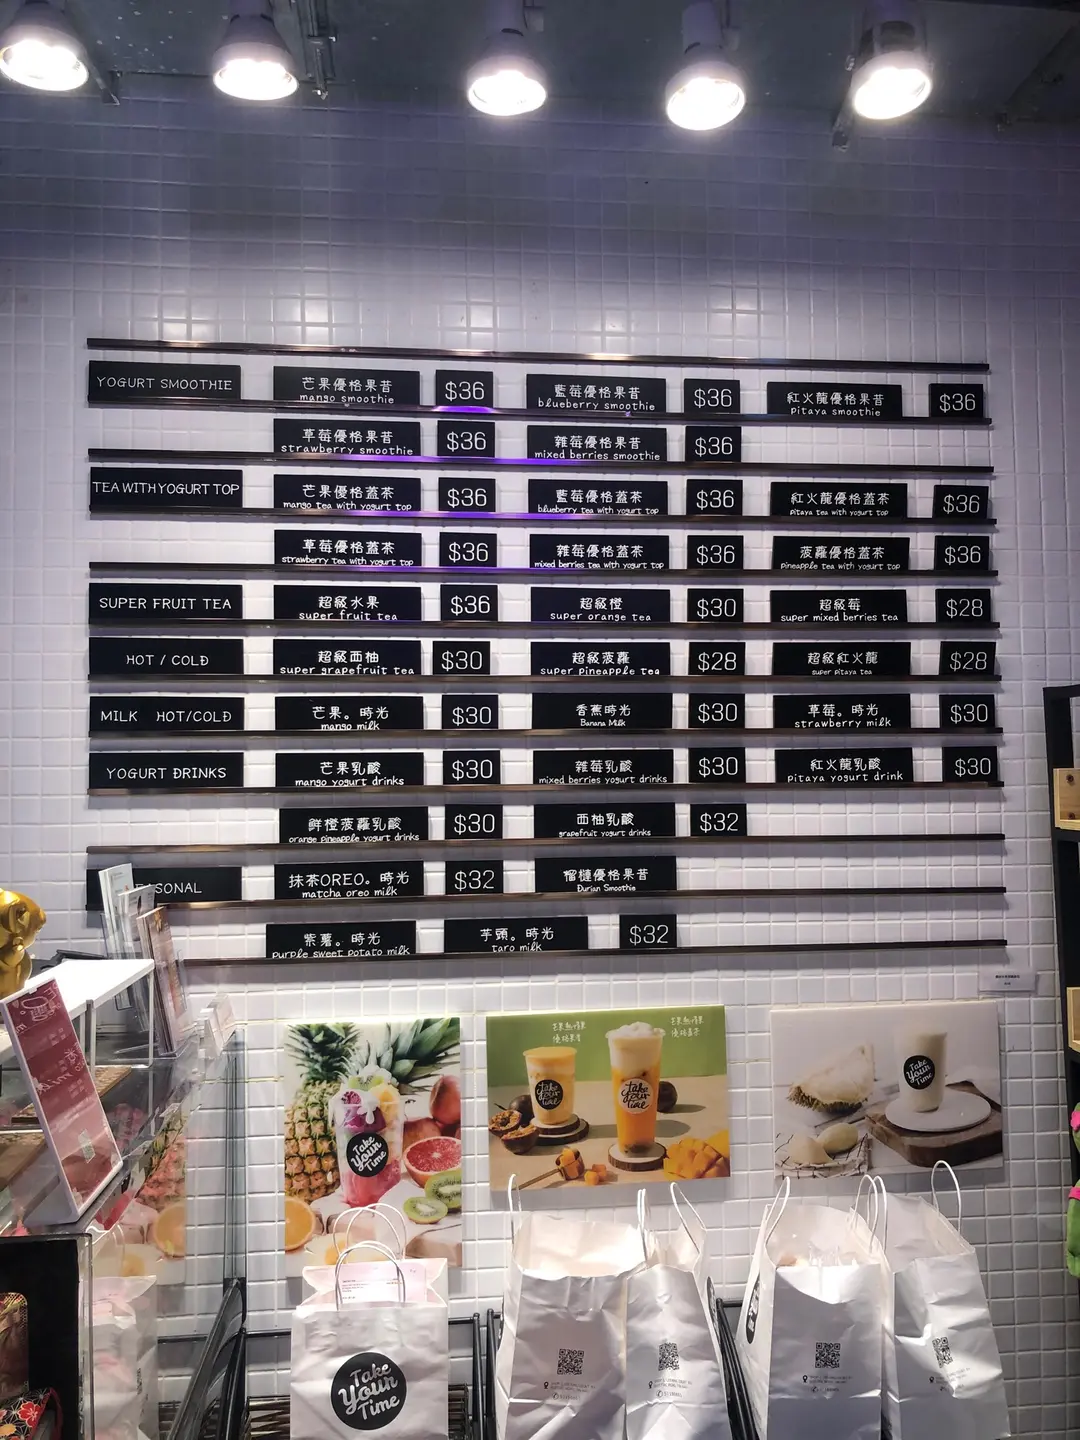 YOGURT SMOOTHIE
芒果優格果昔 $36 藍莓優格果昔 $36 紅火龍優格果昔 $36
mango smoothie blueberry smoothie pitaya smoothie
草莓優格果昔 $36 雜莓優格果昔 $36
strawberry smoothie mixed berries smoothie
TEA WITH YOGURT TOP
芒果優格蓋茶 $36 藍莓優格蓋茶 $36 紅火龍優格蓋茶 $36
mango tea with yogurt top blueberry tea with yogurt top pitaya tea with yogurt top
草莓優格蓋茶 $36 雜莓優格蓋茶 $36 菠蘿優格蓋茶 $36
strawberry tea with yogurt top mixed berries tea with yogurt top pineapple tea with yogurt top
SUPER FRUIT TEA
超級水果 $36 超級橙 $30 超級莓 $28
super fruit tea super orange tea super mixed berries tea
HOT / COLD
超級西柚 $30 超級菠蘿 $28 超級紅火龍 $28
super grapefruit tea super pineapple tea super pitaya tea
MILK HOT/COLD
芒果。時光 $30 香蕉時光 $30 草莓。時光 $30
mango milk Banana Milk strawberry milk
YOGURT DRINKS
芒果乳酸 $30 雜莓乳酸 $30 紅火龍乳酸 $30
mango yogurt drinks mixed berries yogurt drinks pitaya yogurt drink
鮮橙菠蘿乳酸 $30 西柚乳酸 $32
orange pineapple yogurt drinks grapefruit yogurt drinks
SONAL
抹茶OREO。時光 $32 榴槤優格果昔
matcha oreo milk Durian Smoothie
紫薯。時光 芋頭。時光 $32
purple sweet potato milk taro milk
Take
Your
Time
take
your
time
take
your
time
Take
Your
Time
Take
Your
Time